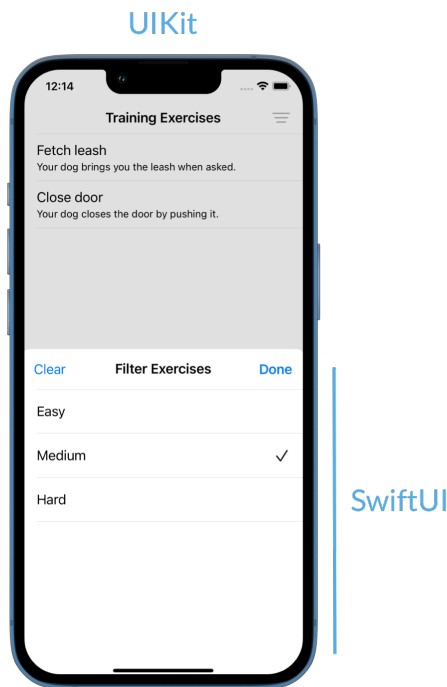 UIKit
12:14
Training Exercises
Fetch leash
Your dog brings you the leash when asked.
Close door
Your dog closes the door by pushing it.
Clear Filter Exercises Done
Easy
Medium
Hard
SwiftUI